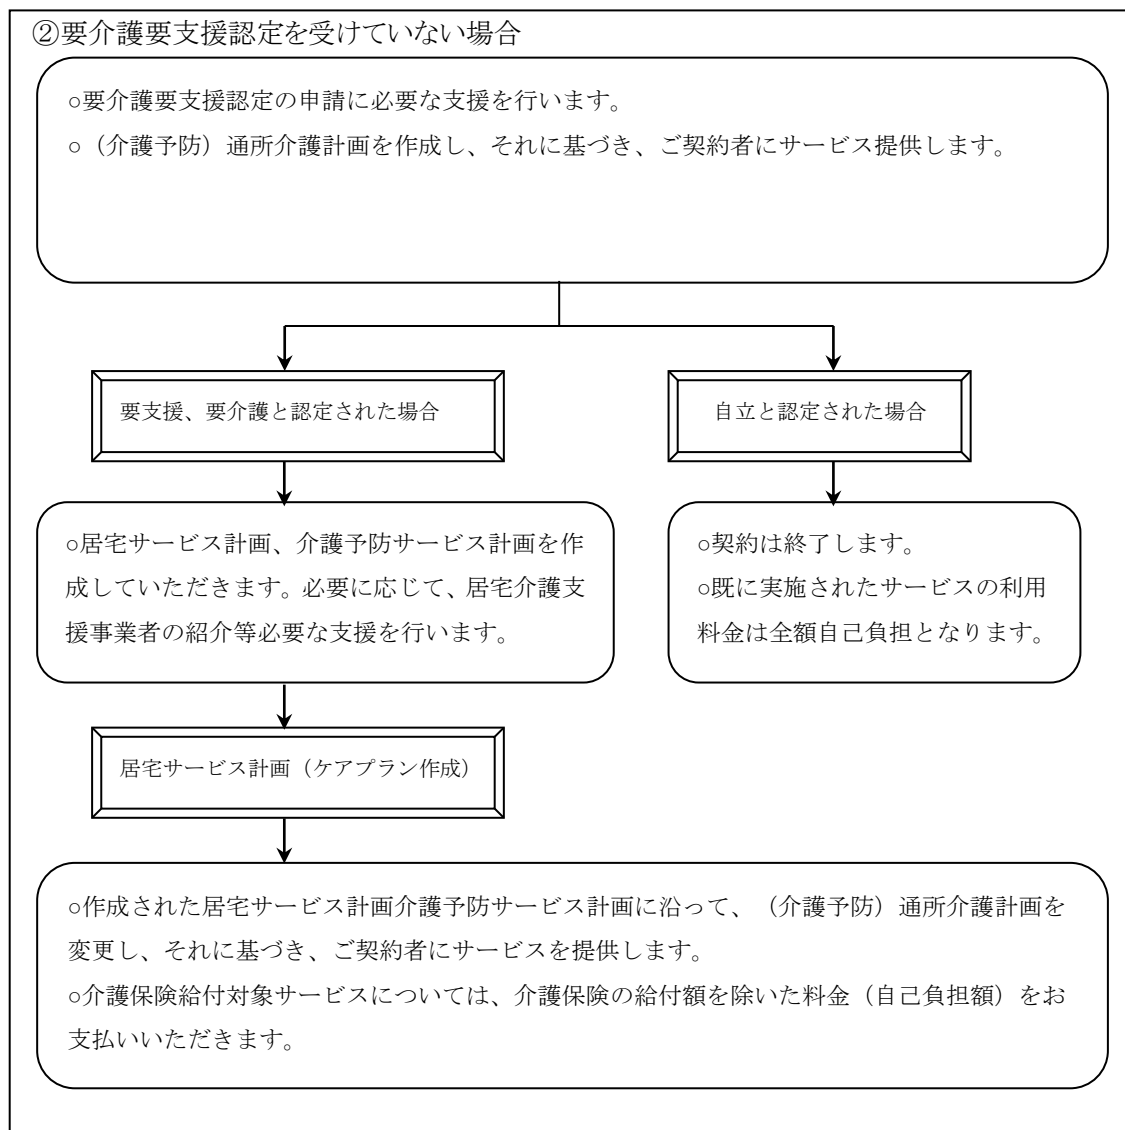 ②要介護要支援認定を受けていない場合
○要介護要支援認定の申請に必要な支援を行います。
○（介護予防）通所介護計画を作成し、それに基づき、ご契約者にサービス提供します。
要支援、要介護と認定された場合
自立と認定された場合
○居宅サービス計画、介護予防サービス計画を作
成していただきます。必要に応じて、居宅介護支
援事業者の紹介等必要な支援を行います。
○契約は終了します。
○既に実施されたサービスの利用
料金は全額自己負担となります。
居宅サービス計画（ケアプラン作成）
○作成された居宅サービス計画介護予防サービス計画に沿って、（介護予防）通所介護計画を
変更し、それに基づき、ご契約者にサービスを提供します。
○介護保険給付対象サービスについては、介護保険の給付額を除いた料金（自己負担額）をお
支払いいただきます。